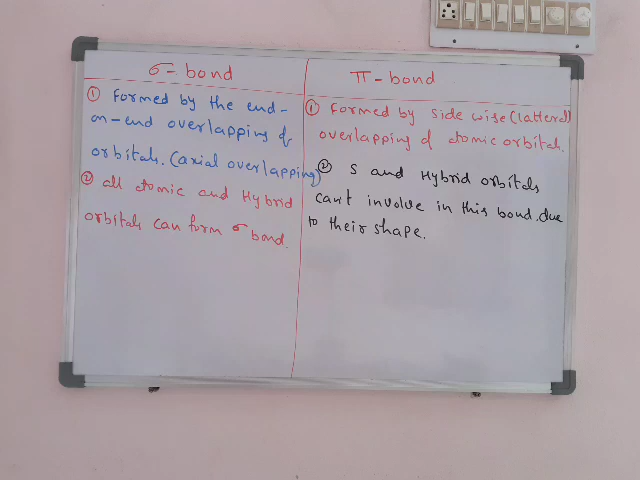 σ-bond
① Formed by the end-
on-end overlapping of
orbitals. (axial overlapping)
② all atomic and Hybrid
orbitals can form σ bond.
π-bond
① Formed by side wise (latteral)
overlapping of atomic orbitals.
② S and Hybrid orbitals
can't involve in this bond, due
to their shape.